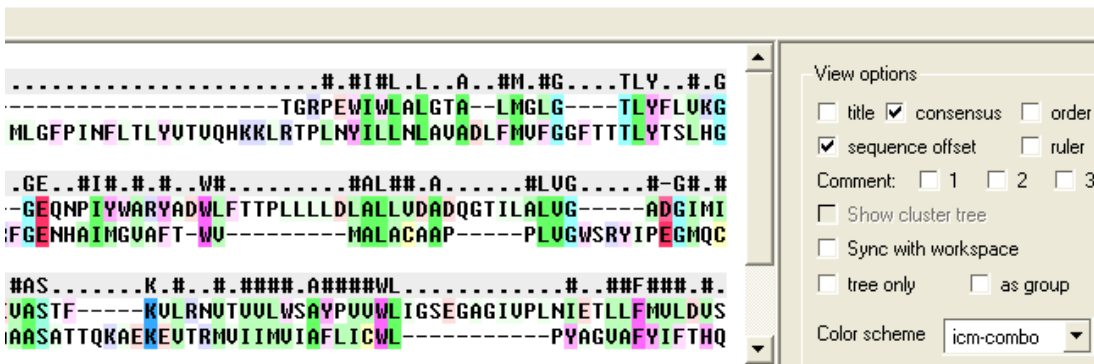 .......................#.#I#L.L..A..#M.#G....TLY..#.G
--------------------TGRPEWIWLALGTA--LMGLG----TLYFLVKG
MLGFPINFLTLYVTVQHKKLRTPLNYILLNLAVADLFMVFGGFTTTLYTSLHG
.GE..#I#.#.#..W#.........#AL##.A......#LVG.....#-G#.#
-GEQNPIYWARYADWLFTTPLLLLDLALLVDADQGTILALVG-----ADGIMI
FGENHAIMGVAFT-WV---------MALACAAP-----PLVGWSRYIPEGMQC
#AS.......K.#..#.####.A####WL............#..##F###.#.
VASTF-----KVLRNVTVVLWSAYPVVWLIGSEGAGIVPLNIETLLFMVLDVS
AASATTQKAEKEVTRMVIIMVIAFLICWL-----------PYAGVAFYIFTHQ
View options
title consensus order
sequence offset ruler
Comment: 1 2 3
Show cluster tree
Sync with workspace
tree only as group
Color scheme icm-combo